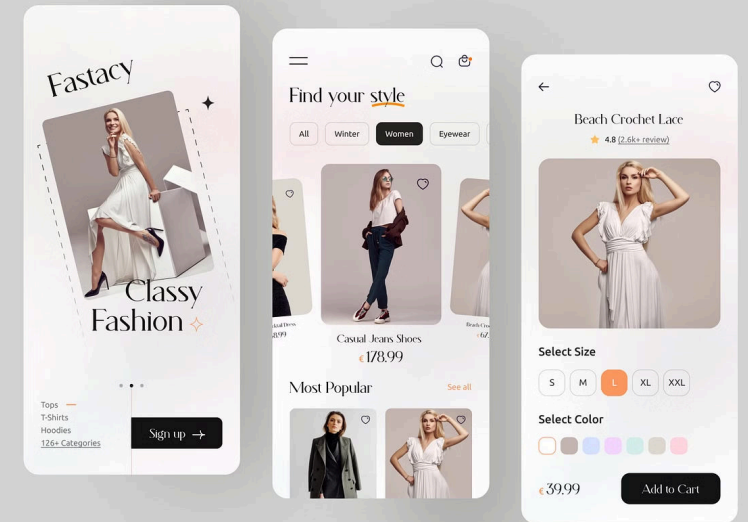 Fastacy
Classy
Fashion
Tops
T-Shirts
Hoodies
126+ Categories
Sign up
Find your style
All
Winter
Women
Eyewear
Casual Jeans Shoes
€ 178.99
Most Popular
See all
Beach Crochet Lace
4.8 (2.6k+ review)
Select Size
S
M
L
XL
XXL
Select Color
€ 39.99
Add to Cart